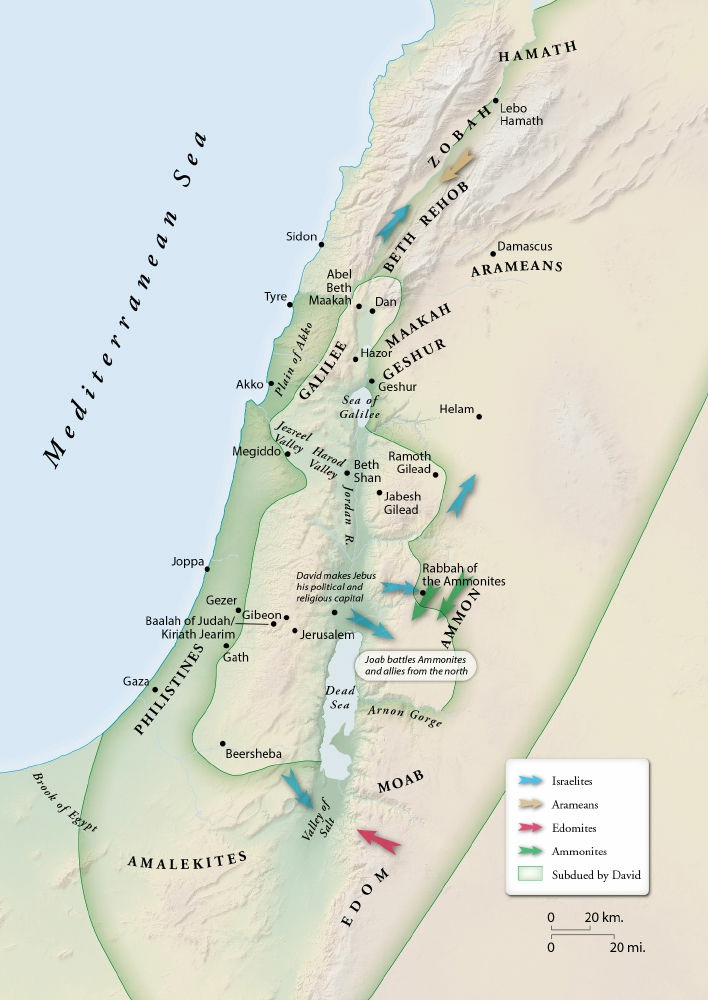 HAMATH
Lebo
Hamath
ZOBAH
BETH REHOB
Mediterranean Sea
Sidon
Damascus
ARAMEANS
Abel
Beth
Maakah
Dan
Tyre
MAAKAH
Plain of Akko
GALILEE
Hazor
GESHUR
Geshur
Akko
Sea of
Galilee
Helam
Jezreel
Valley
Harod
Valley
Megiddo
Beth
Shan
Ramoth
Gilead
Jabesh
Gilead
Jordan R.
Joppa
Rabbah of
the Ammonites
David makes Jebus
his political and
religious capital
Gezer
Gibeon
Baalah of Judah/
Kiriath Jearim
Jerusalem
AMMON
Gath
Joab battles Ammonites
and allies from the north
PHILISTINES
Gaza
Dead
Sea
Arnon Gorge
Beersheba
MOAB
Brook of Egypt
Valley of
Salt
AMALEKITES
EDOM
Israelites
Arameans
Edomites
Ammonites
Subdued by David
0 20 km.
0 20 mi.